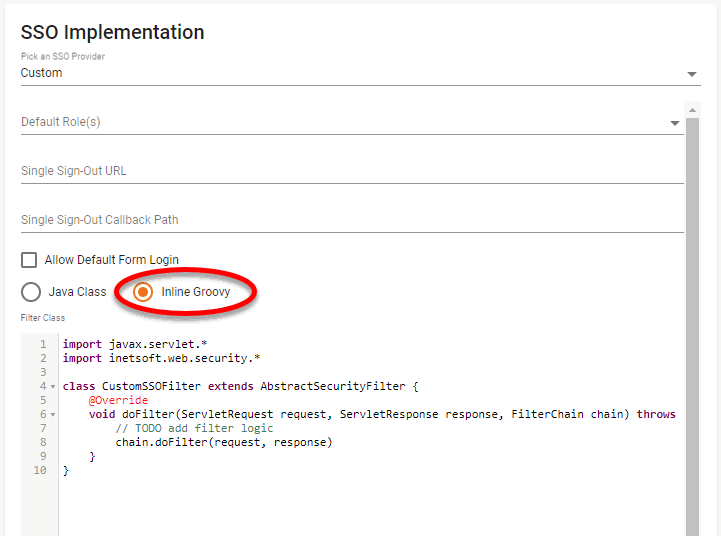 SSO Implementation
Pick an SSO Provider
Custom
Default Role(s)
Single Sign-Out URL
Single Sign-Out Callback Path
Allow Default Form Login
Java Class Inline Groovy
Filter Class
1 import javax.servlet.*
2 import inetsoft.web.security.*
3
4 class CustomSSOFilter extends AbstractSecurityFilter {
5 @Override
6 void doFilter(ServletRequest request, ServletResponse response, FilterChain chain) throws
7 // TODO add filter logic
8 chain.doFilter(request, response)
9 }
10 }